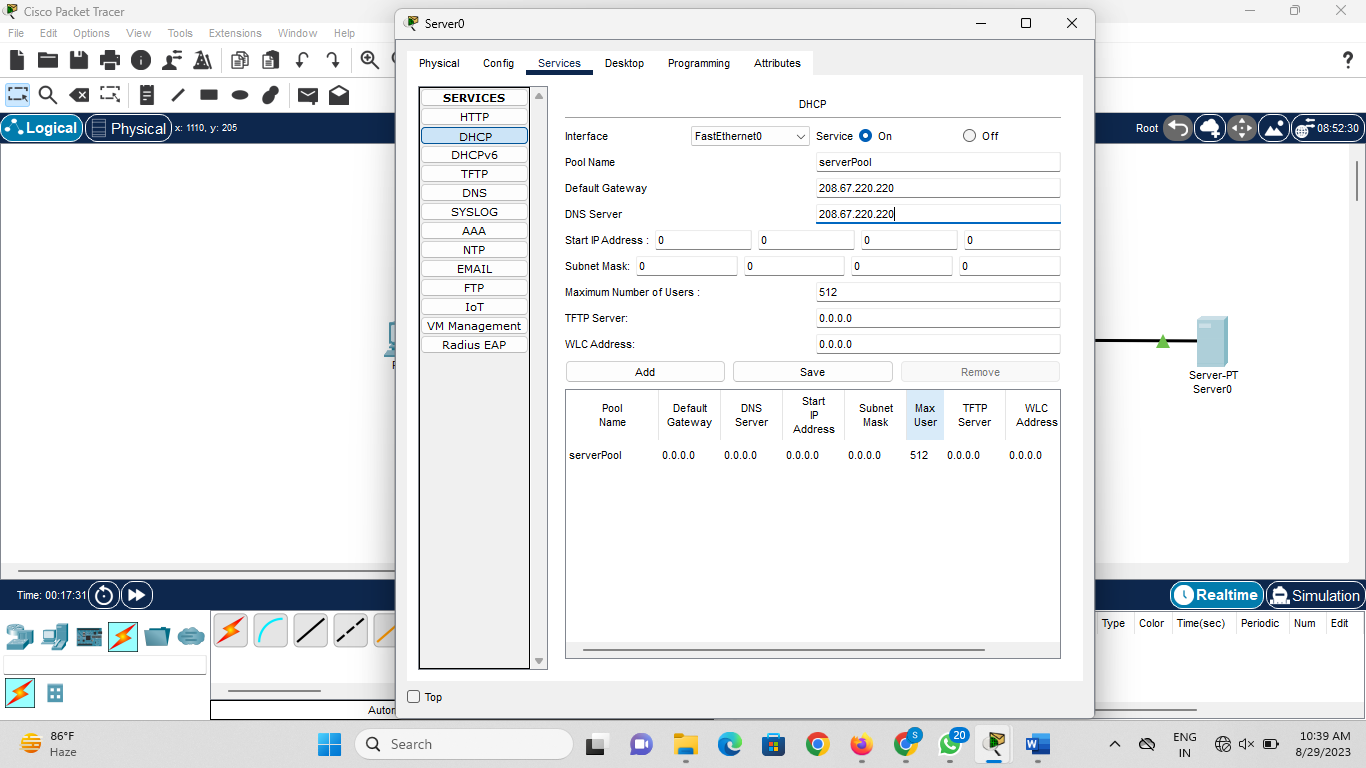 Cisco Packet Tracer
File Edit Options View Tools Extensions Window Help
Logical Physical x: 1110, y: 205
Root 08:52:30
Server-PT
Server0
Time: 00:17:31
Realtime Simulation
Type Color Time(sec) Periodic Num Edit
Server0
Physical Config Services Desktop Programming Attributes
SERVICES
HTTP
DHCP
DHCPv6
TFTP
DNS
SYSLOG
AAA
NTP
EMAIL
FTP
IoT
VM Management
Radius EAP
DHCP
Interface FastEthernet0 Service On Off
Pool Name serverPool
Default Gateway 208.67.220.220
DNS Server 208.67.220.220
Start IP Address : 0 0 0 0
Subnet Mask: 0 0 0 0
Maximum Number of Users : 512
TFTP Server: 0.0.0.0
WLC Address: 0.0.0.0
Add Save Remove
Pool Name Default Gateway DNS Server Start IP Address Subnet Mask Max User TFTP Server WLC Address
serverPool 0.0.0.0 0.0.0.0 0.0.0.0 0.0.0.0 512 0.0.0.0 0.0.0.0
Top
86°F
Haze
Search
S
20
ENG
IN
10:39 AM
8/29/2023